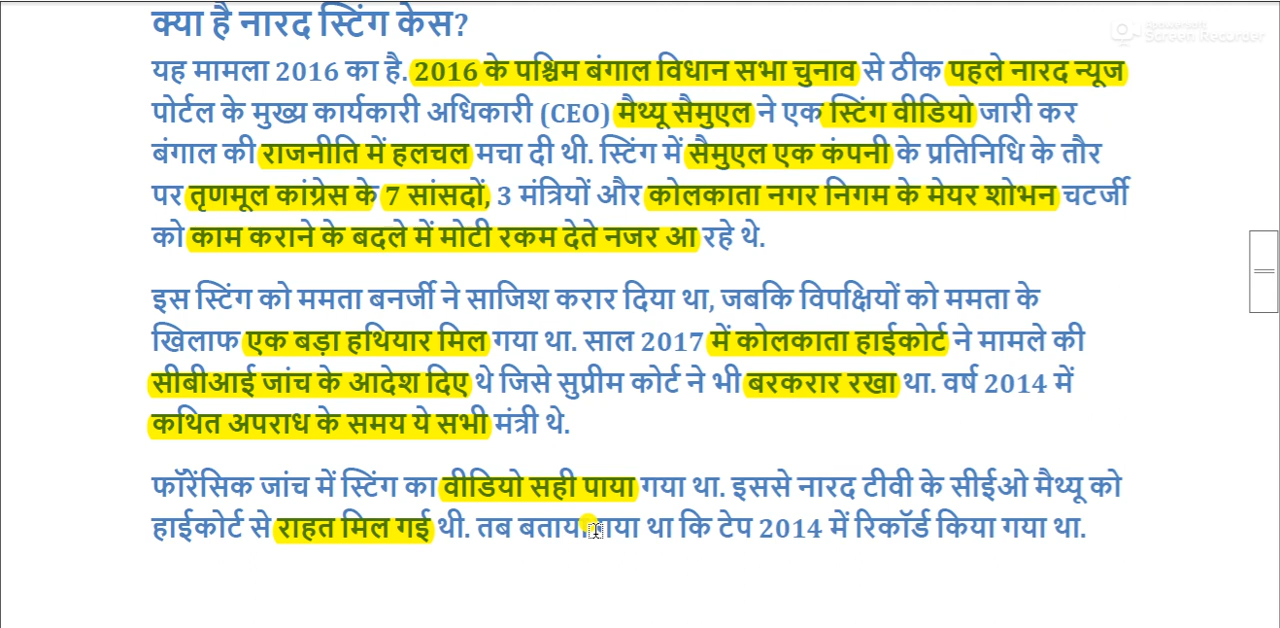 क्या है नारद स्टिंग केस?
Apowersoft
Screen Recorder
यह मामला 2016 का है. 2016 के पश्चिम बंगाल विधान सभा चुनाव से ठीक पहले नारद न्यूज
पोर्टल के मुख्य कार्यकारी अधिकारी (CEO) मैथ्यू सैमुएल ने एक स्टिंग वीडियो जारी कर
बंगाल की राजनीति में हलचल मचा दी थी. स्टिंग में सैमुएल एक कंपनी के प्रतिनिधि के तौर
पर तृणमूल कांग्रेस के 7 सांसदों, 3 मंत्रियों और कोलकाता नगर निगम के मेयर शोभन चटर्जी
को काम कराने के बदले में मोटी रकम देते नजर आ रहे थे.
इस स्टिंग को ममता बनर्जी ने साजिश करार दिया था, जबकि विपक्षियों को ममता के
खिलाफ एक बड़ा हथियार मिल गया था. साल 2017 में कोलकाता हाईकोर्ट ने मामले की
सीबीआई जांच के आदेश दिए थे जिसे सुप्रीम कोर्ट ने भी बरकरार रखा था. वर्ष 2014 में
कथित अपराध के समय ये सभी मंत्री थे.
फॉरेंसिक जांच में स्टिंग का वीडियो सही पाया गया था. इससे नारद टीवी के सीईओ मैथ्यू को
हाईकोर्ट से राहत मिल गई थी. तब बताया गया था कि टेप 2014 में रिकॉर्ड किया गया था.